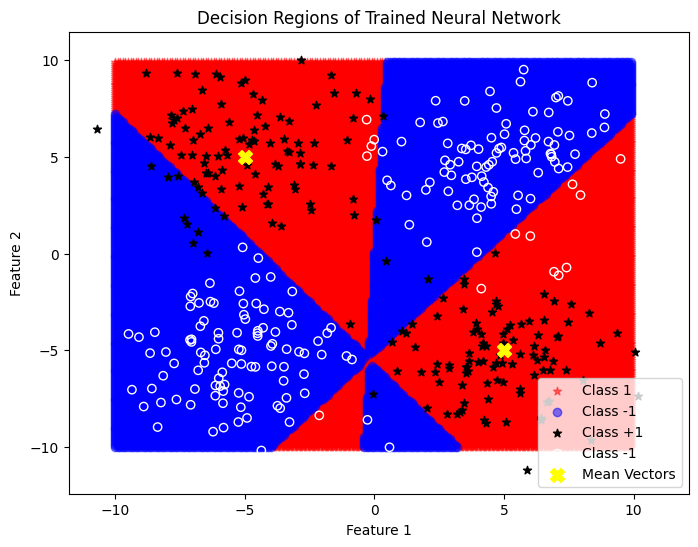 Decision Regions of Trained Neural Network
Feature 2
10
5
0
−5
−10
−10
−5
0
5
10
Feature 1
Class 1
Class -1
Class +1
Class -1
Mean Vectors